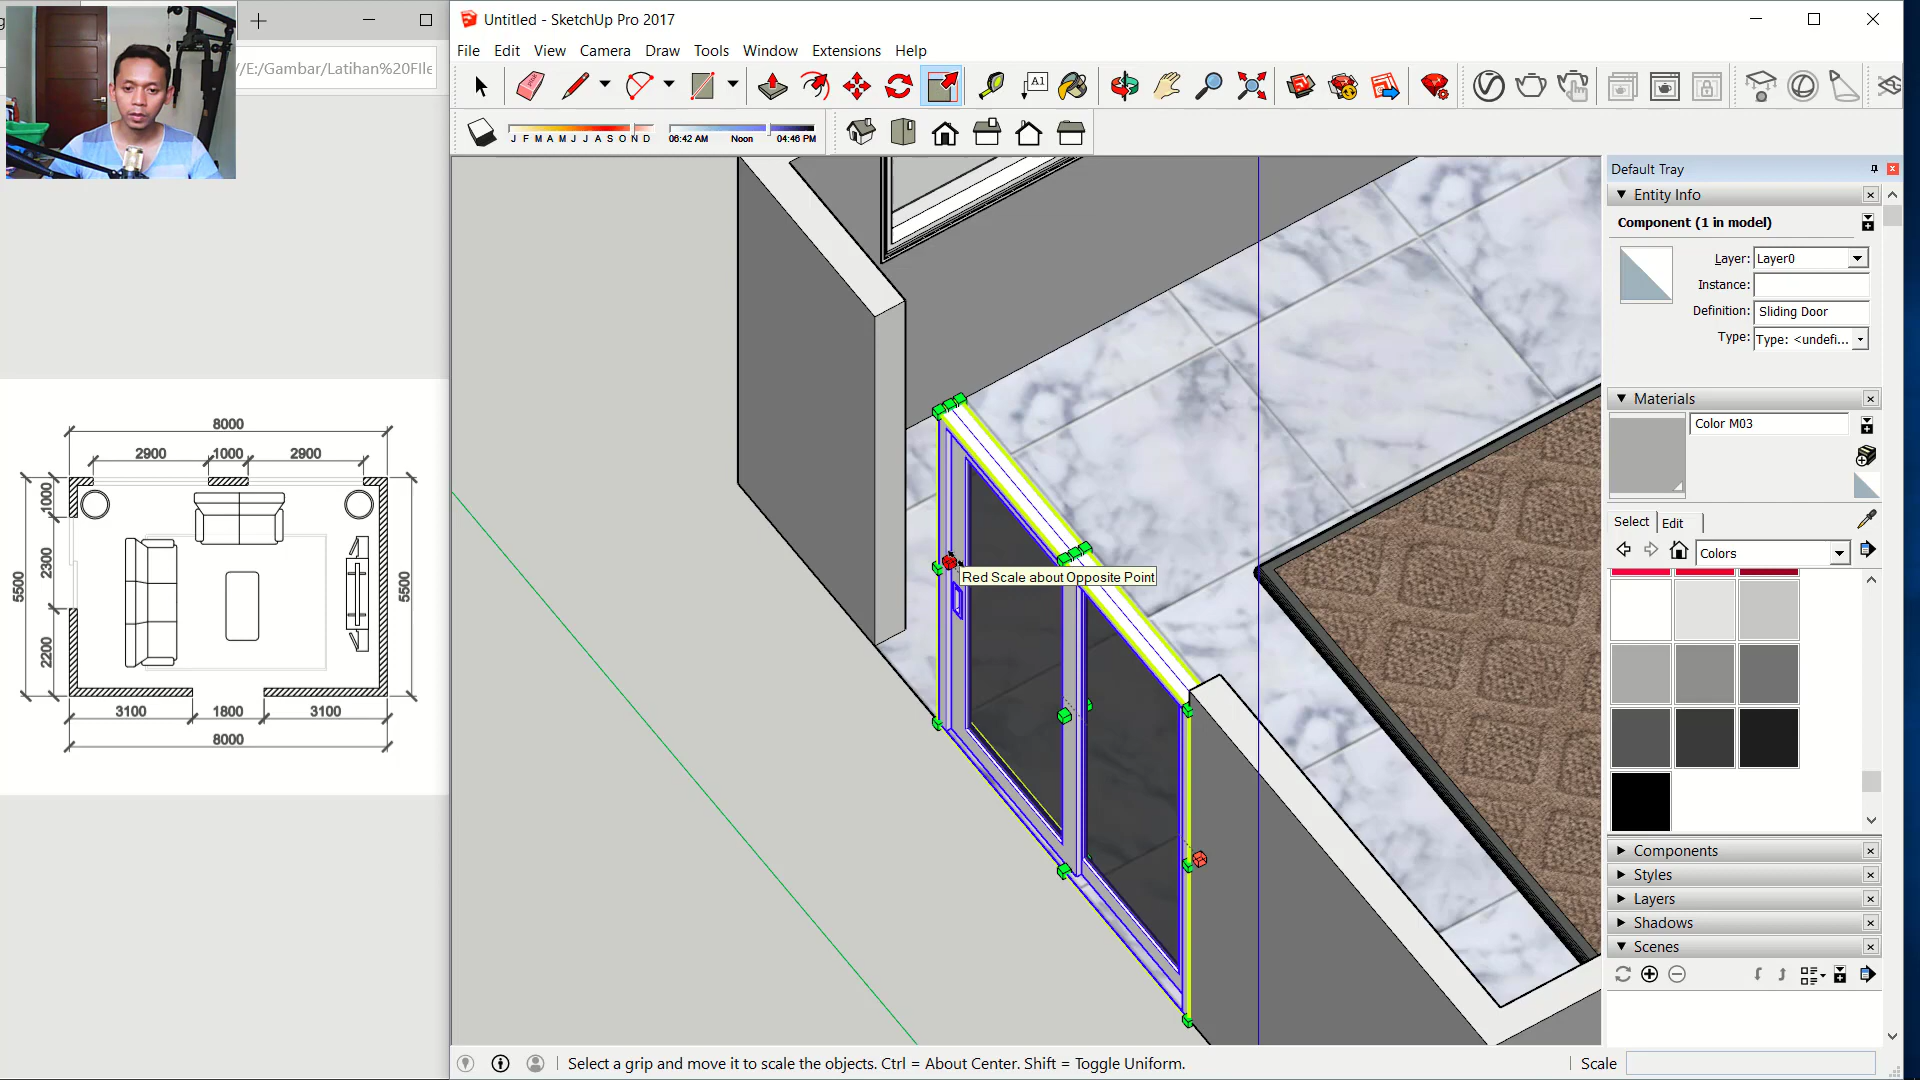 //E:/Gambar/Latihan%20File
Untitled - SketchUp Pro 2017
File Edit View Camera Draw Tools Window Extensions Help
A1
J F M A M J J A S O N D
06:42 AM Noon 04:46 PM
8000
2900 1000 2900
1000
2300
2200
5500
5500
3100 1800 3100
8000
Red Scale about Opposite Point
Default Tray
Entity Info
Component (1 in model)
Layer: Layer0
Instance:
Definition: Sliding Door
Type: Type: <undefi...
Materials
Color M03
Select Edit
Colors
Components
Styles
Layers
Shadows
Scenes
Select a grip and move it to scale the objects. Ctrl = About Center. Shift = Toggle Uniform.
Scale